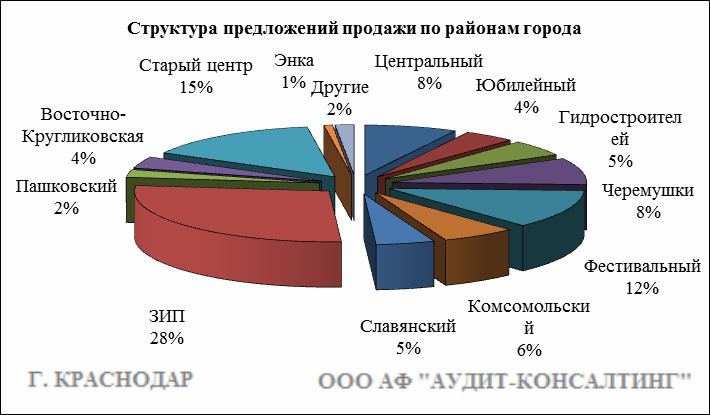 Структура предложений продажи по районам города
Центральный
8%
Юбилейный
4%
Гидростроител
ей
5%
Черемушки
8%
Фестивальный
12%
Комсомольски
й
6%
Славянский
5%
ЗИП
28%
Пашковский
2%
Восточно-
Кругликовская
4%
Старый центр
15%
Энка
1%
Другие
2%
Г. КРАСНОДАР
ООО АФ "АУДИТ-КОНСАЛТИНГ"